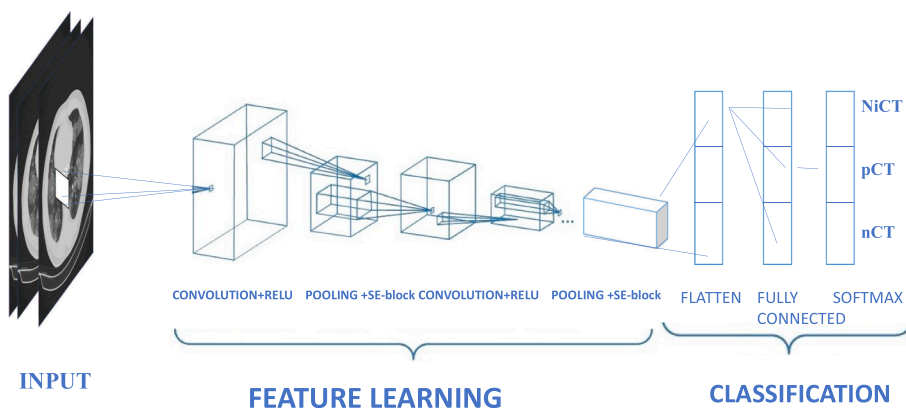 NiCT
pCT
nCT
CONVOLUTION+RELU POOLING +SE-block CONVOLUTION+RELU POOLING +SE-block
...
FLATTEN FULLY CONNECTED SOFTMAX
INPUT
FEATURE LEARNING
CLASSIFICATION